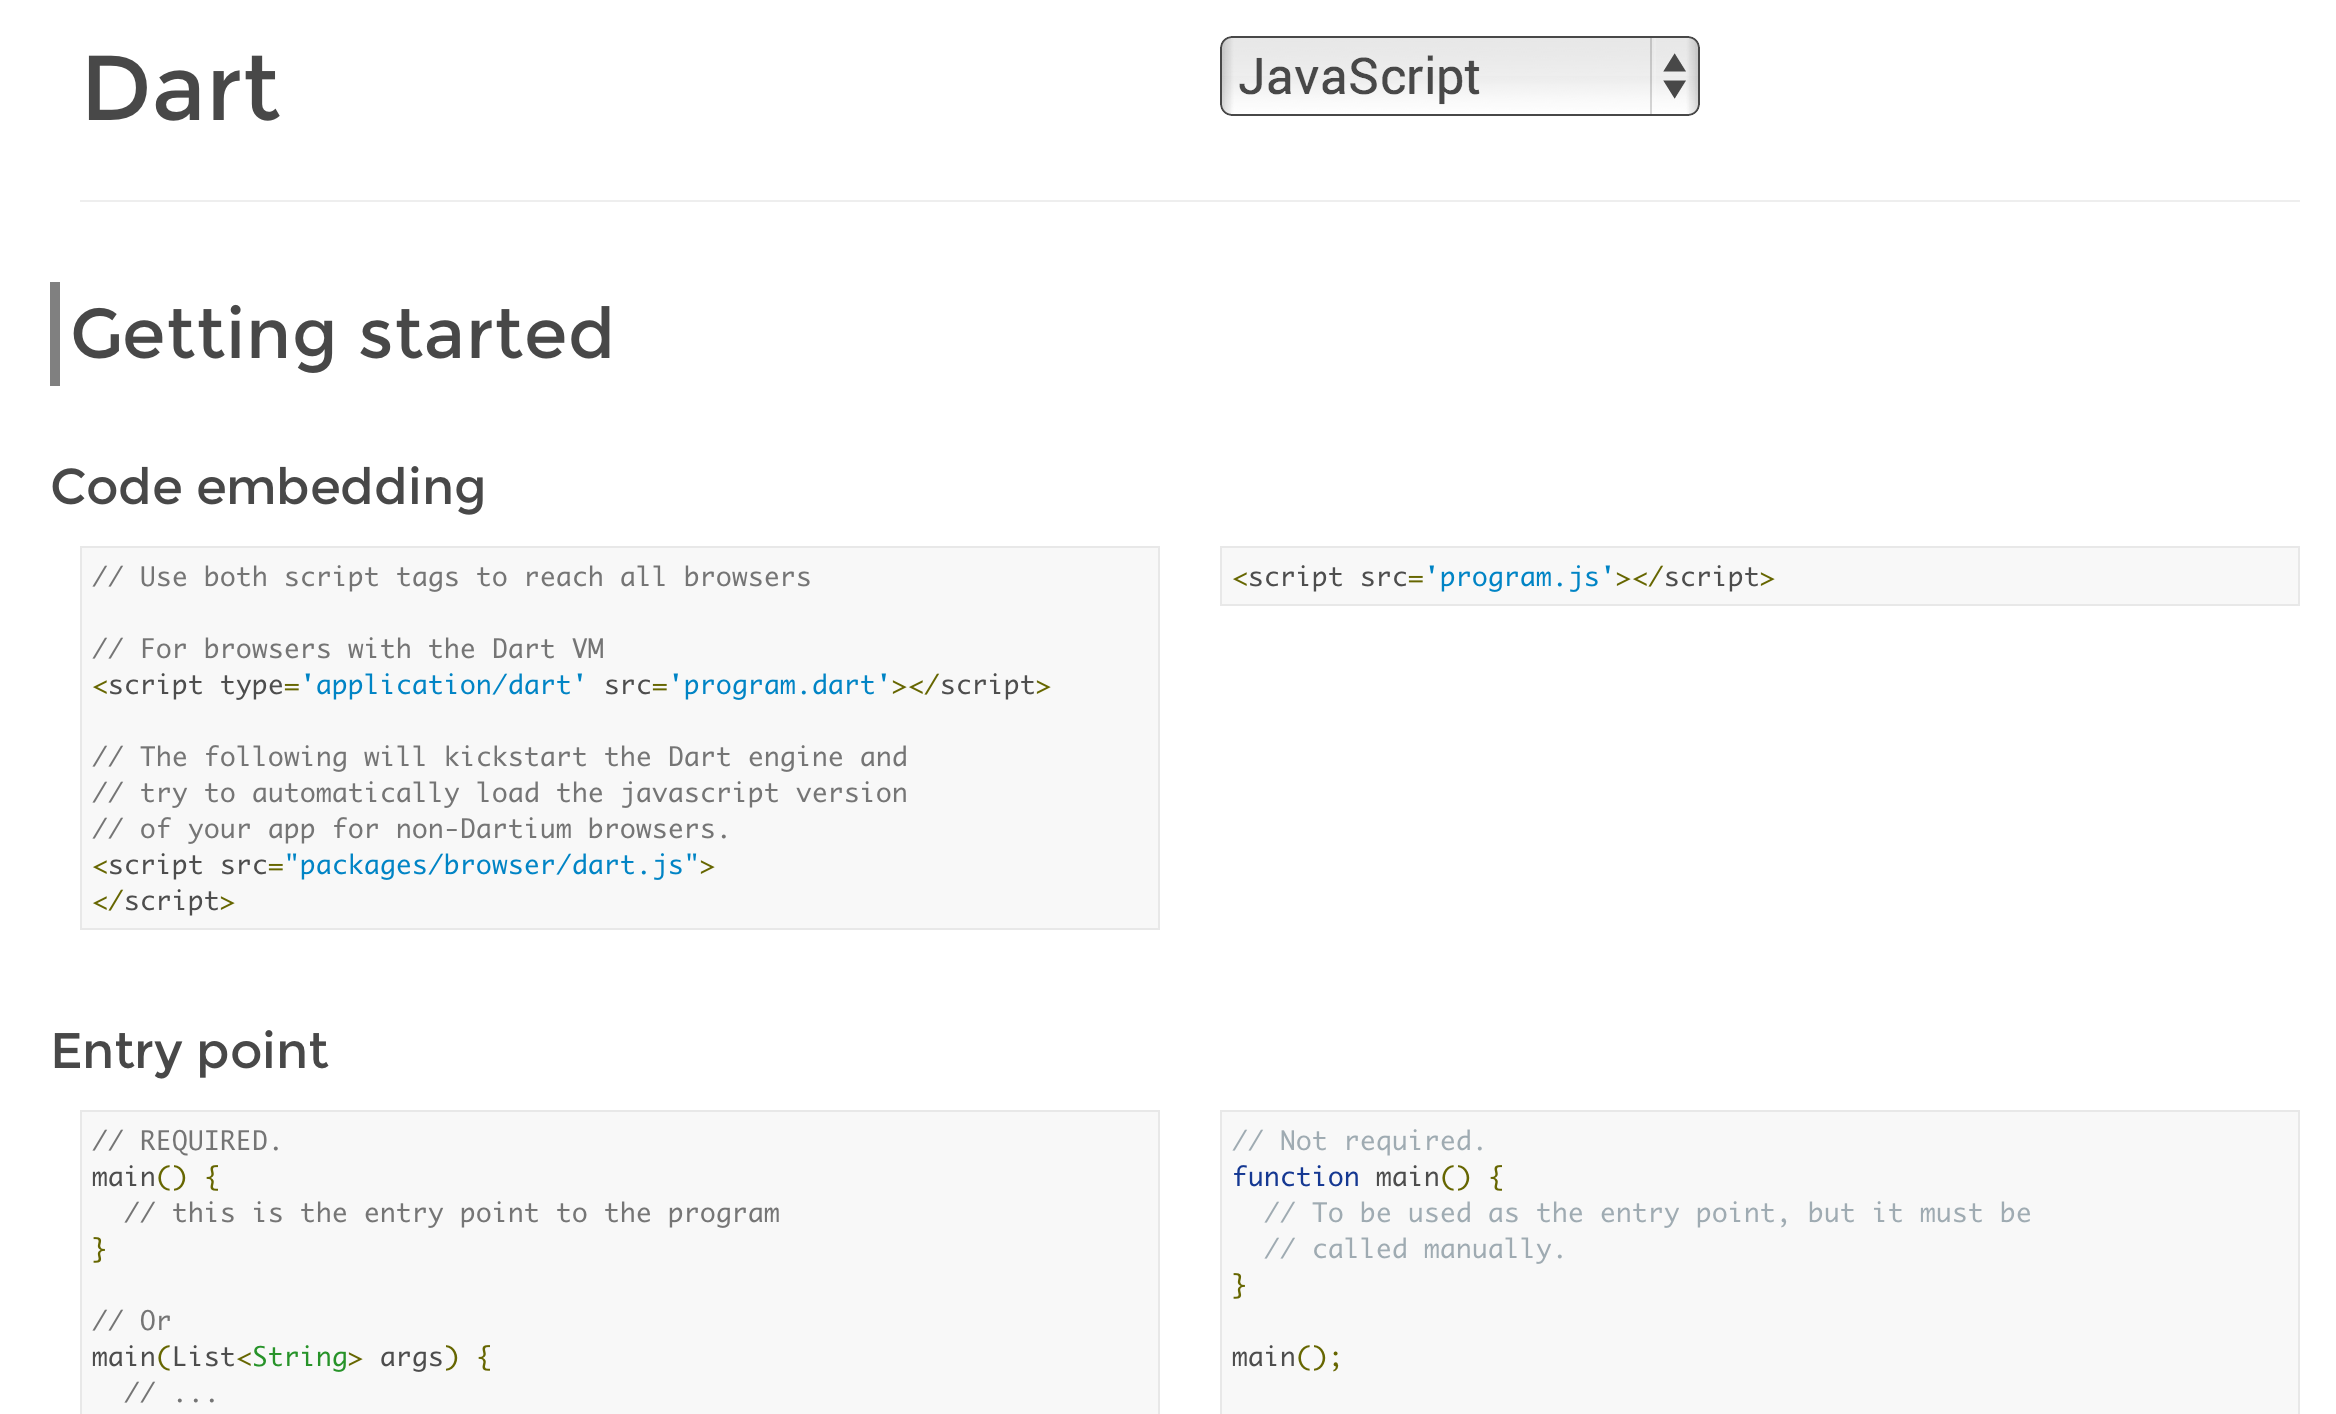 Dart
JavaScript
Getting started
Code embedding
// Use both script tags to reach all browsers
// For browsers with the Dart VM
<script type='application/dart' src='program.dart'></script>
// The following will kickstart the Dart engine and
// try to automatically load the javascript version
// of your app for non-Dartium browsers.
<script src="packages/browser/dart.js">
</script>
<script src='program.js'></script>
Entry point
// REQUIRED.
main() {
  // this is the entry point to the program
}
// Or
main(List<String> args) {
  // ...
// Not required.
function main() {
  // To be used as the entry point, but it must be
  // called manually.
}
main();